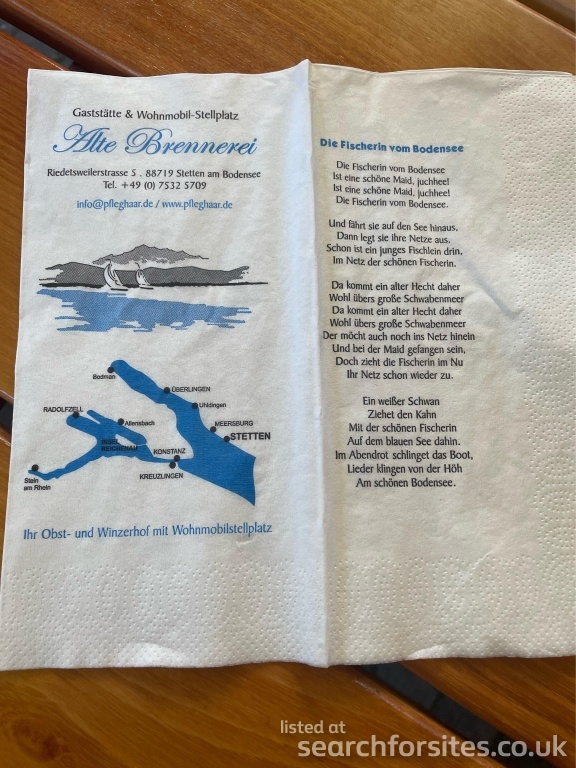 Gaststätte & Wohnmobil-Stellplatz
Alte Brennerei
Riedetsweilerstrasse 5 . 88719 Stetten am Bodensee
Tel. +49 (0) 7532 5709
info@pfleghaar.de / www.pfleghaar.de
Bodman
ÜBERLINGEN
Uhldingen
RADOLFZELL
Allensbach
MEERSBURG
STETTEN
INSEL
REICHENAU
KONSTANZ
KREUZLINGEN
Stein
am Rhein
Ihr Obst- und Winzerhof mit Wohnmobilstellplatz
Die Fischerin vom Bodensee
Die Fischerin vom Bodensee
Ist eine schöne Maid, juchhee!
Ist eine schöne Maid, juchhee!
Die Fischerin vom Bodensee.
Und fährt sie auf den See hinaus,
Dann legt sie ihre Netze aus.
Schon ist ein junges Fischlein drin,
Im Netz der schönen Fischerin.
Da kommt ein alter Hecht daher
Wohl übers große Schwabenmeer
Da kommt ein alter Hecht daher
Wohl übers große Schwabenmeer
Der möcht auch noch ins Netz hinein
Und bei der Maid gefangen sein,
Doch zieht die Fischerin im Nu
Ihr Netz schon wieder zu.
Ein weißer Schwan
Ziehet den Kahn
Mit der schönen Fischerin
Auf dem blauen See dahin.
Im Abendrot schlinget das Boot,
Lieder klingen von der Höh
Am schönen Bodensee.
listed at
searchforsites.co.uk